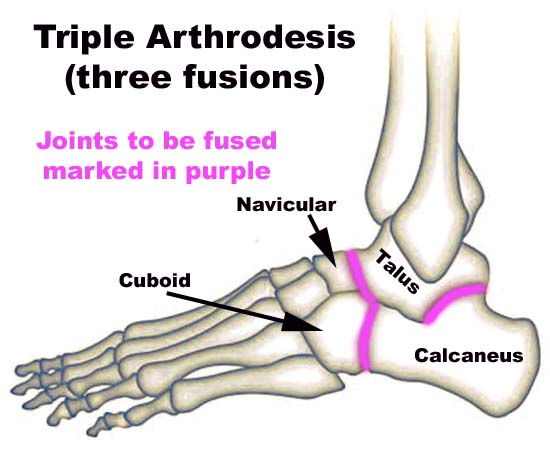 Triple Arthrodesis
(three fusions)
Joints to be fused
marked in purple
Navicular
Talus
Cuboid
Calcaneus